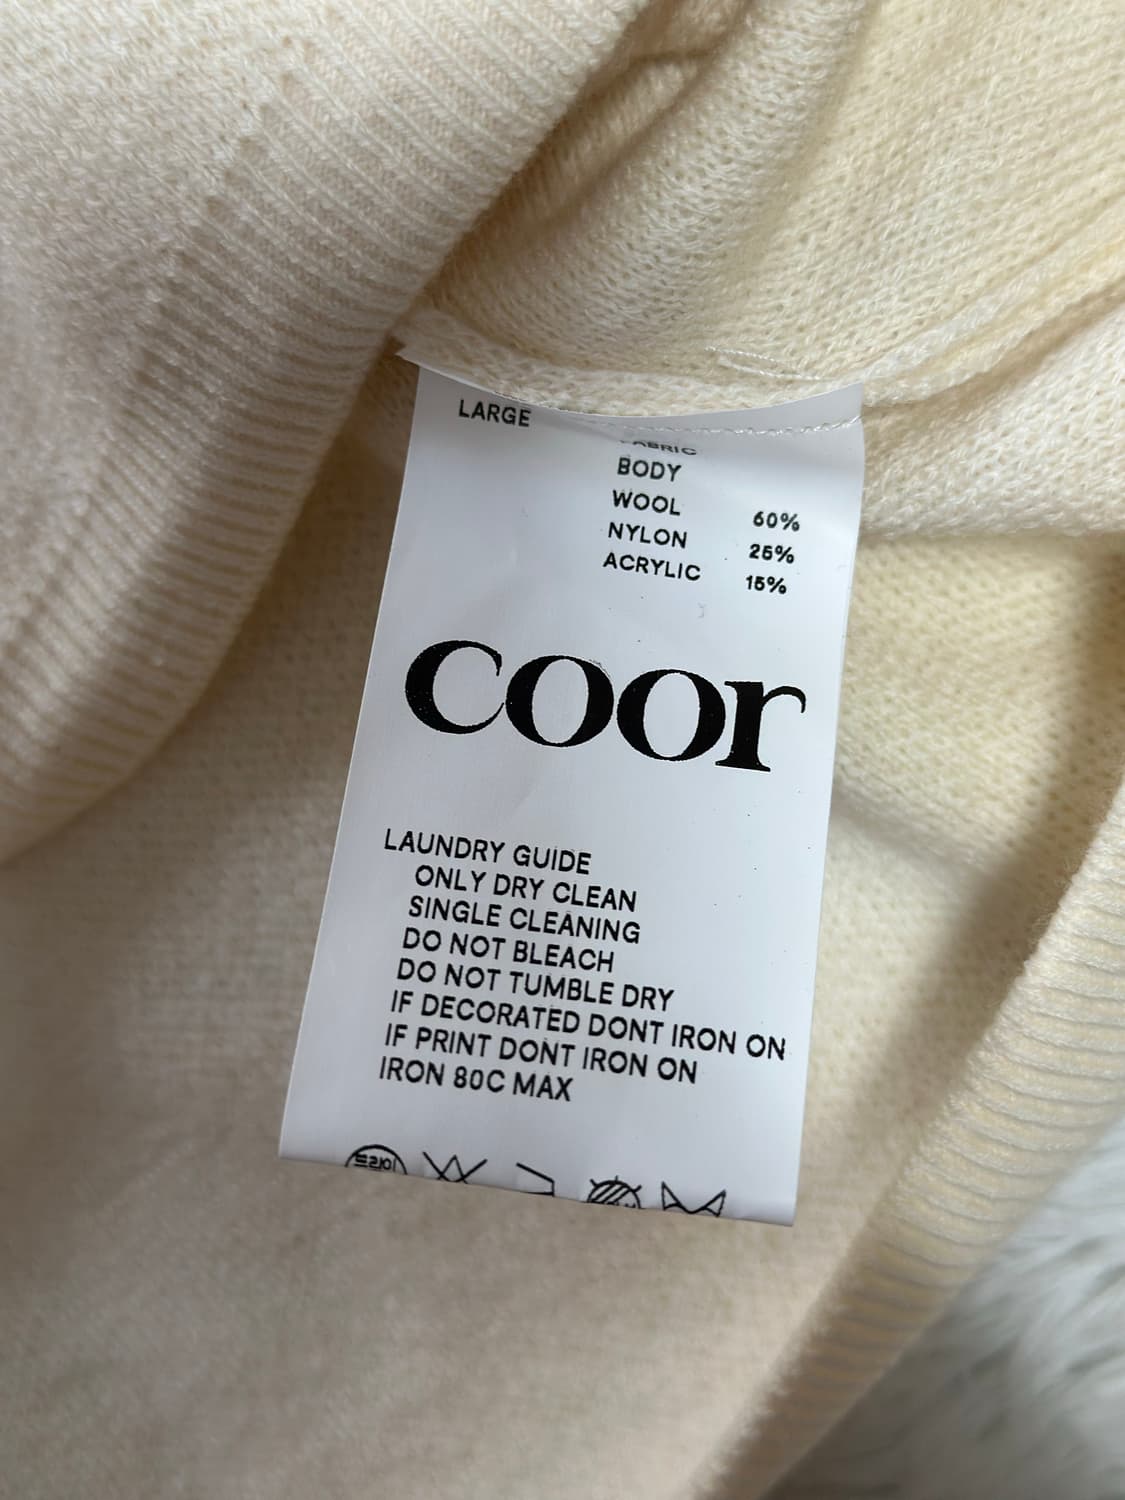 LARGE
FABRIC
BODY
WOOL 60%
NYLON 25%
ACRYLIC 15%
coor
LAUNDRY GUIDE
ONLY DRY CLEAN
SINGLE CLEANING
DO NOT BLEACH
DO NOT TUMBLE DRY
IF DECORATED DONT IRON ON
IF PRINT DONT IRON ON
IRON 80C MAX